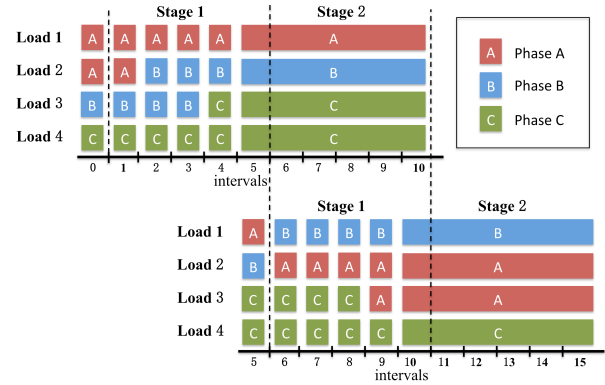 Stage 1 Stage 2
Load 1 A A A A A A
Load 2 A A B B B B
Load 3 B B B B C C
Load 4 C C C C C C
0 1 2 3 4 5 6 7 8 9 10
intervals
Phase A
Phase B
Phase C
Stage 1 Stage 2
Load 1 A B B B B B
Load 2 B A A A A A
Load 3 C C C C A A
Load 4 C C C C C C
5 6 7 8 9 10 11 12 13 14 15
intervals